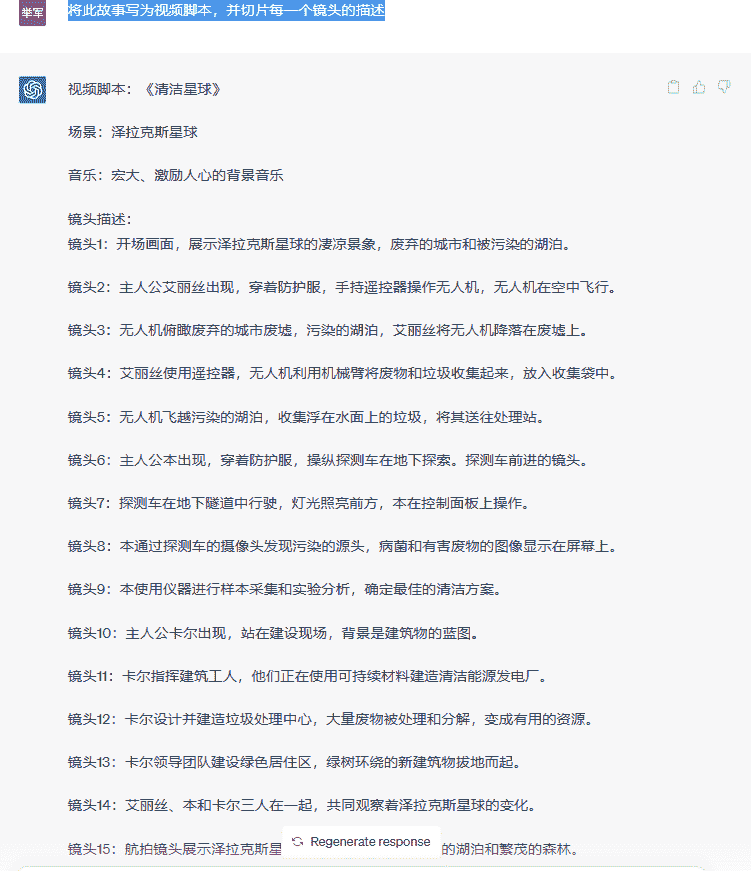 举军
将此故事写为视频脚本，并切片每一个镜头的描述
视频脚本：《清洁星球》
场景：泽拉克斯星球
音乐：宏大、激励人心的背景音乐
镜头描述：
镜头1：开场画面，展示泽拉克斯星球的凄凉景象，废弃的城市和被污染的湖泊。
镜头2：主人公艾丽丝出现，穿着防护服，手持遥控器操作无人机，无人机在空中飞行。
镜头3：无人机俯瞰废弃的城市废墟，污染的湖泊，艾丽丝将无人机降落在废墟上。
镜头4：艾丽丝使用遥控器，无人机利用机械臂将废物和垃圾收集起来，放入收集袋中。
镜头5：无人机飞越污染的湖泊，收集浮在水面上的垃圾，将其送往处理站。
镜头6：主人公本出现，穿着防护服，操纵探测车在地下探索。探测车前进的镜头。
镜头7：探测车在地下隧道中行驶，灯光照亮前方，本在控制面板上操作。
镜头8：本通过探测车的摄像头发现污染的源头，病菌和有害废物的图像显示在屏幕上。
镜头9：本使用仪器进行样本采集和实验分析，确定最佳的清洁方案。
镜头10：主人公卡尔出现，站在建设现场，背景是建筑物的蓝图。
镜头11：卡尔指挥建筑工人，他们正在使用可持续材料建造清洁能源发电厂。
镜头12：卡尔设计并建造垃圾处理中心，大量废物被处理和分解，变成有用的资源。
镜头13：卡尔领导团队建设绿色居住区，绿树环绕的新建筑物拔地而起。
镜头14：艾丽丝、本和卡尔三人在一起，共同观察着泽拉克斯星球的变化。
镜头15：航拍镜头展示泽拉克斯星 的湖泊和繁茂的森林。
Regenerate response